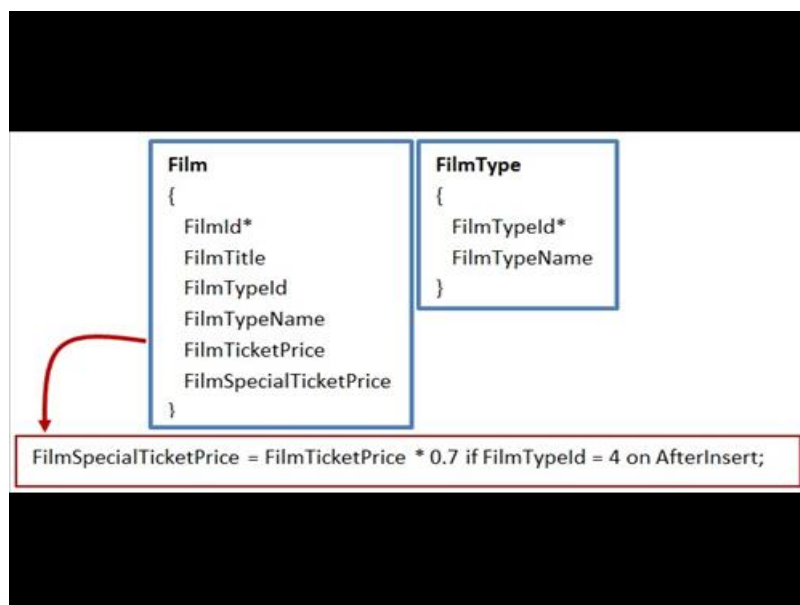 Film
{
FilmId*
FilmTitle
FilmTypeId
FilmTypeName
FilmTicketPrice
FilmSpecialTicketPrice
}
FilmType
{
FilmTypeId*
FilmTypeName
}
FilmSpecialTicketPrice = FilmTicketPrice * 0.7 if FilmTypeId = 4 on AfterInsert;